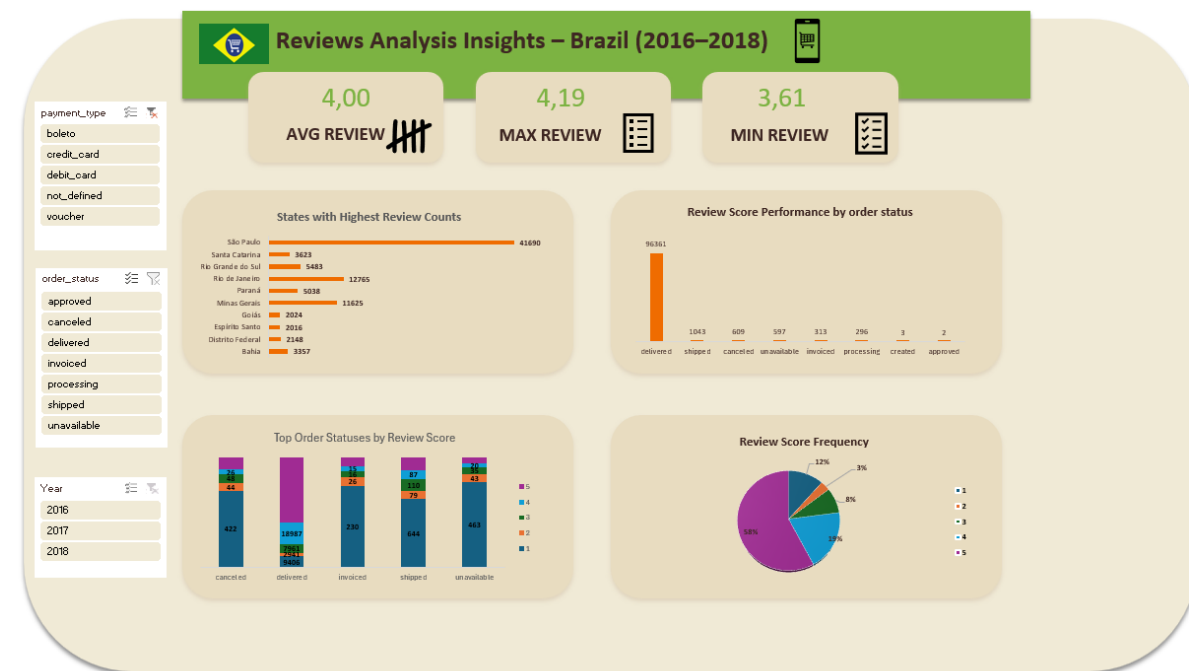 Reviews Analysis Insights – Brazil (2016–2018)
4,00
AVG REVIEW
4,19
MAX REVIEW
3,61
MIN REVIEW
payment_type
boleto
credit_card
debit_card
not_defined
voucher
order_status
approved
canceled
delivered
invoiced
processing
shipped
unavailable
Year
2016
2017
2018
States with Highest Review Counts
São Paulo 41690
Santa Catarina 3623
Rio Grande do Sul 5483
Rio de Janeiro 12765
Paraná 5038
Minas Gerais 11625
Goiás 2024
Espírito Santo 2016
Distrito Federal 2148
Bahia 3357
Review Score Performance by order status
96361 1043 609 597 313 296 3 2
delivered shipped canceled unavailable invoiced processing created approved
Top Order Statuses by Review Score
26 15 87 20
48 18987 16 110 35
44 7961 26 79 43
422 2941 230 644 463
9406
canceled delivered invoiced shipped unavailable
5
4
3
2
1
Review Score Frequency
12%
3%
8%
19%
58%
1
2
3
4
5